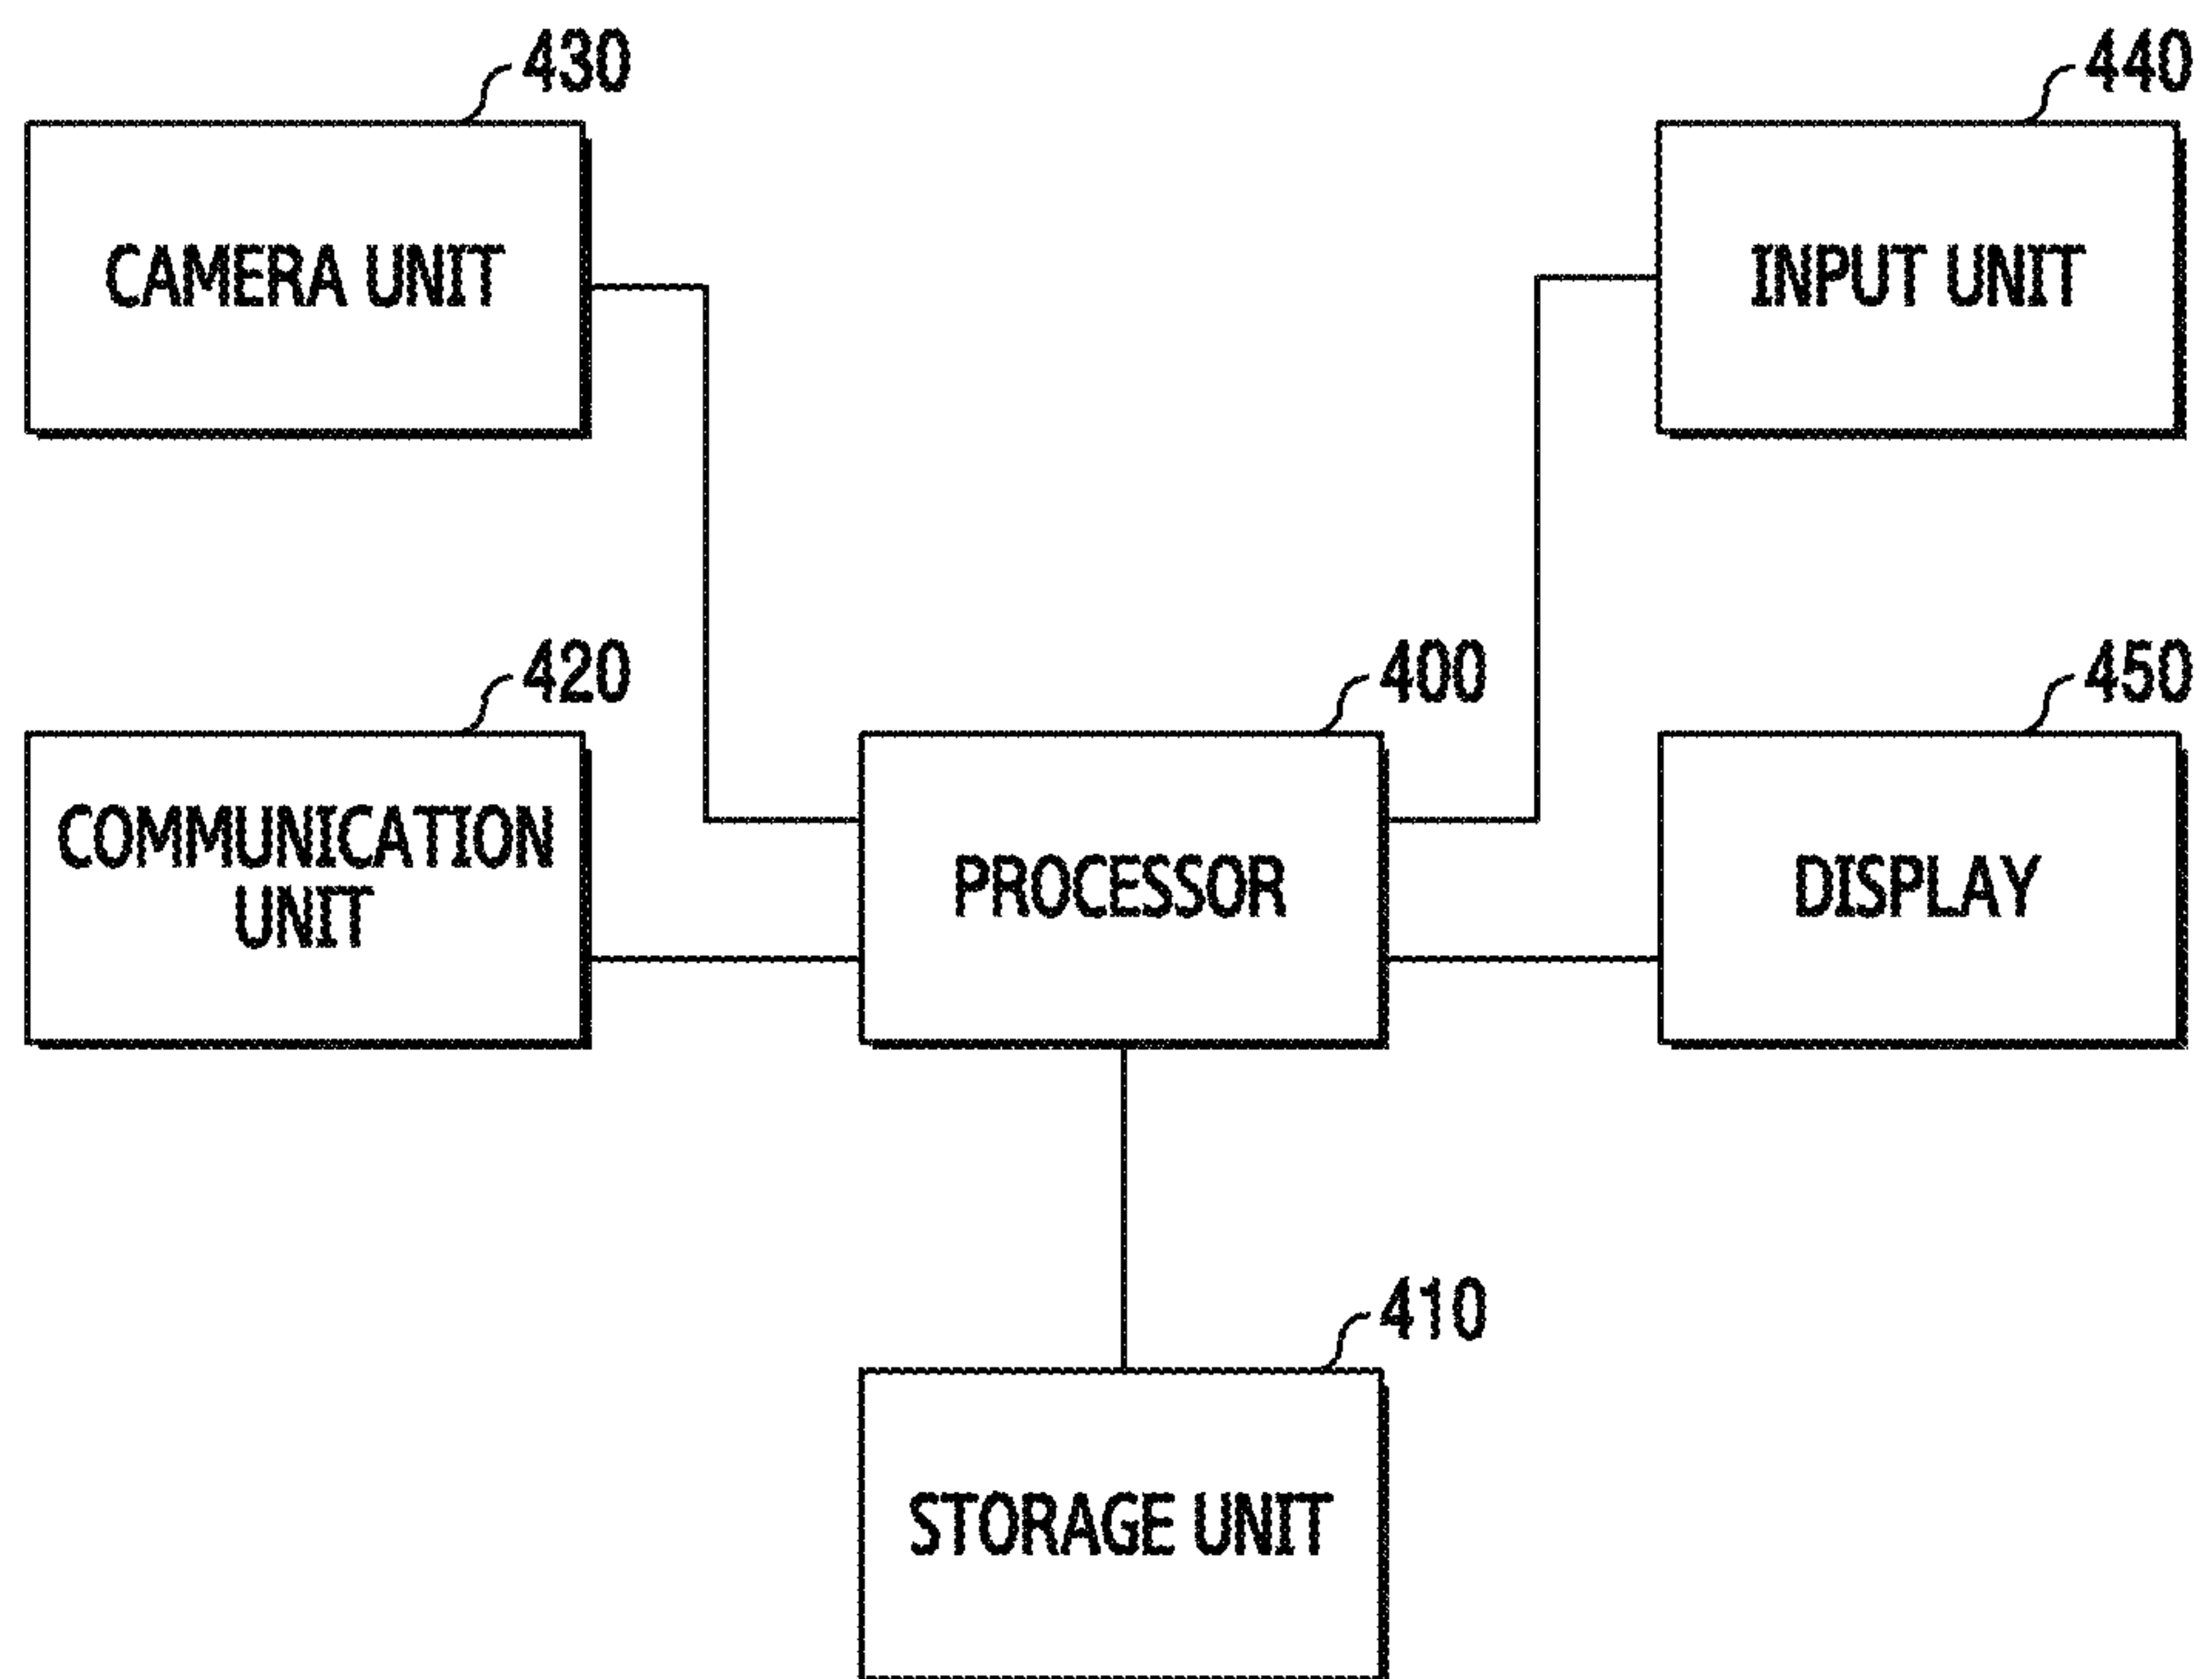 430
440
CAMERA UNIT
INPUT UNIT
420
400
450
COMMUNICATION
UNIT
PROCESSOR
DISPLAY
410
STORAGE UNIT